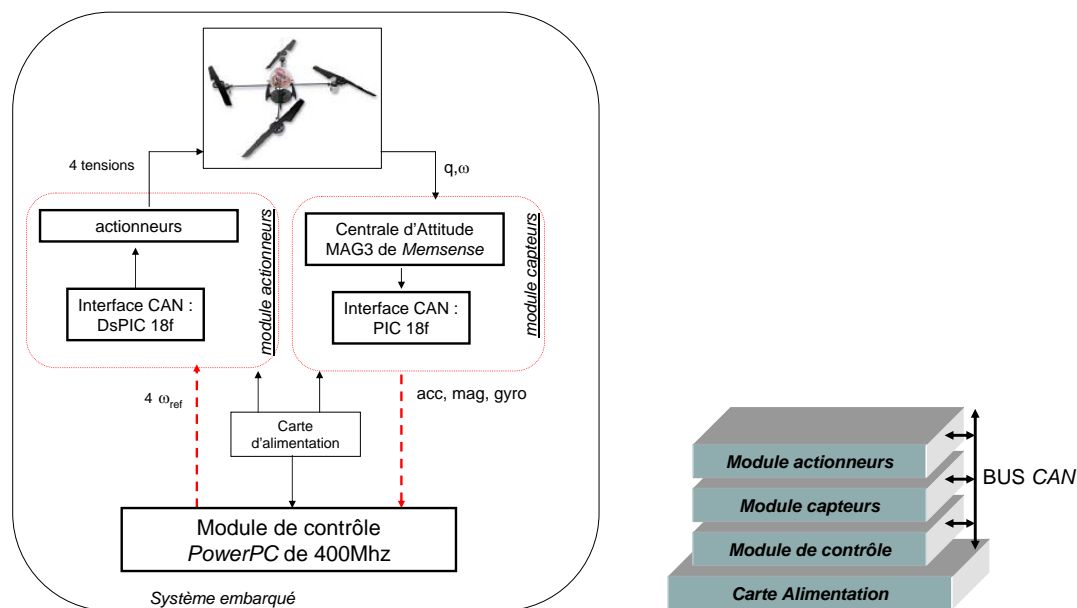 4 tensions
q,ω
actionneurs
Interface CAN :
DsPIC 18f
module actionneurs
Centrale d'Attitude
MAG3 de Memsense
Interface CAN :
PIC 18f
module capteurs
4 ωref
acc, mag, gyro
Carte
d'alimentation
Module de contrôle
PowerPC de 400Mhz
Système embarqué
Module actionneurs
Module capteurs
Module de contrôle
Carte Alimentation
BUS CAN